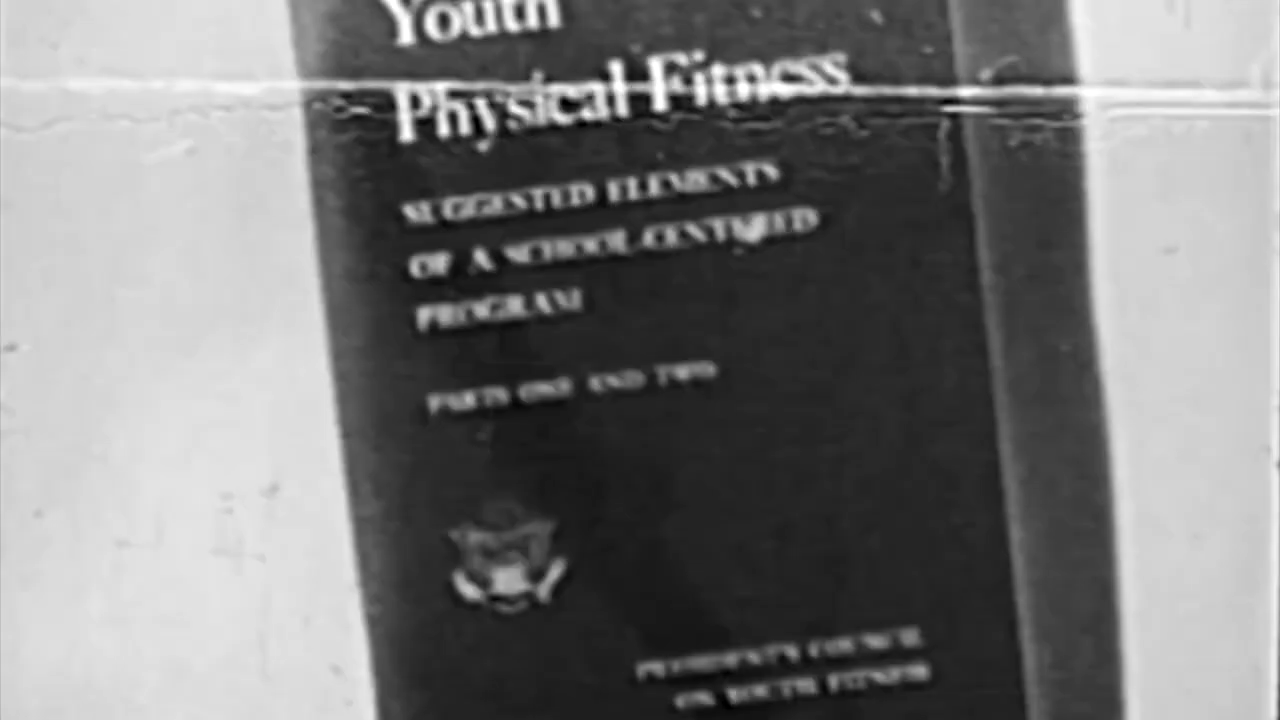 Youth
Physical Fitness
SUGGESTED ELEMENTS
OF A SCHOOL-CENTERED
PROGRAM
PARTS ONE AND TWO
PRESIDENT'S COUNCIL
ON YOUTH FITNESS